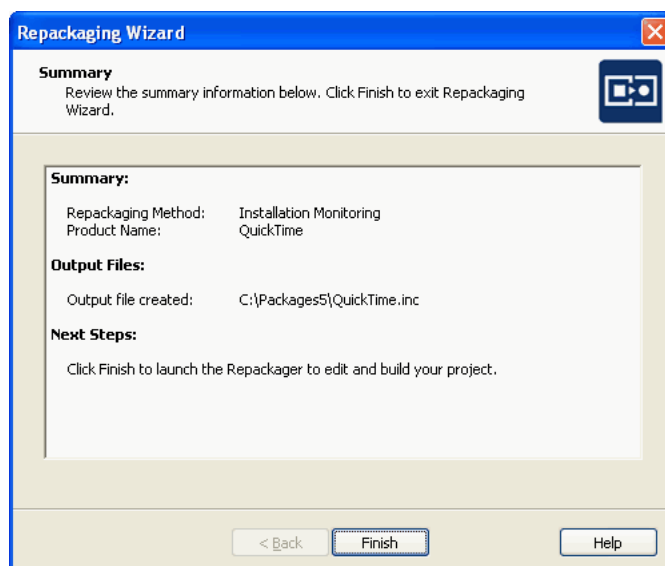 Repackaging Wizard
Summary
Review the summary information below. Click Finish to exit Repackaging
Wizard.
Summary:
Repackaging Method: Installation Monitoring
Product Name: QuickTime
Output Files:
Output file created: C:\Packages5\QuickTime.inc
Next Steps:
Click Finish to launch the Repackager to edit and build your project.
< Back Finish Help